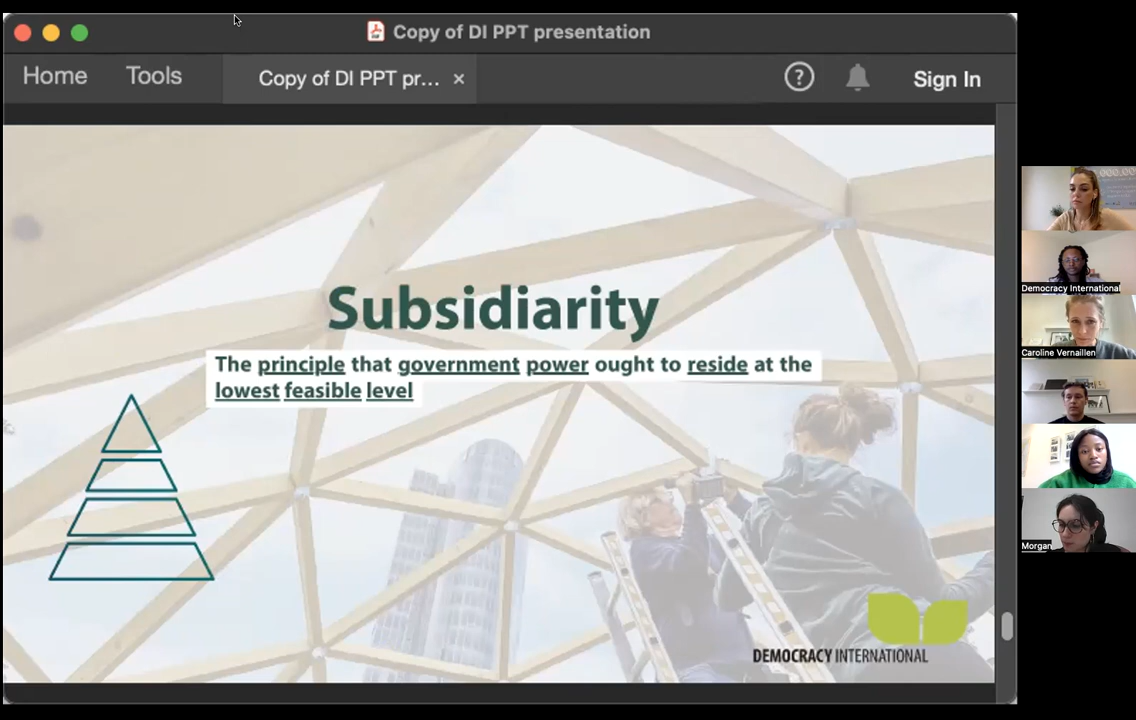 Copy of DI PPT presentation
Home Tools Copy of DI PPT pr... × ? Sign In
Subsidiarity
The principle that government power ought to reside at the
lowest feasible level
DEMOCRACY INTERNATIONAL
Democracy International
Caroline Vernaillen
Morgan